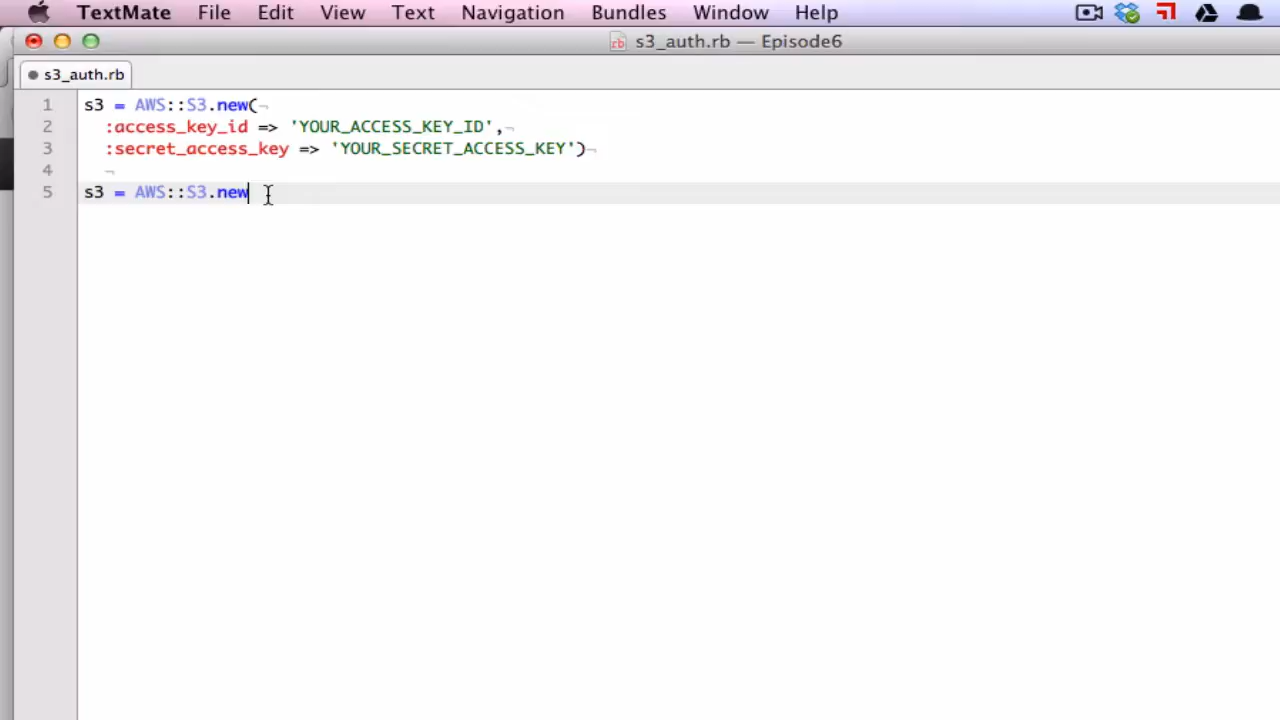 TextMate File Edit View Text Navigation Bundles Window Help
rb s3_auth.rb — Episode6
s3_auth.rb
1 s3 = AWS::S3.new(¬
2 :access_key_id => 'YOUR_ACCESS_KEY_ID',¬
3 :secret_access_key => 'YOUR_SECRET_ACCESS_KEY')¬
4 ¬
5 s3 = AWS::S3.new